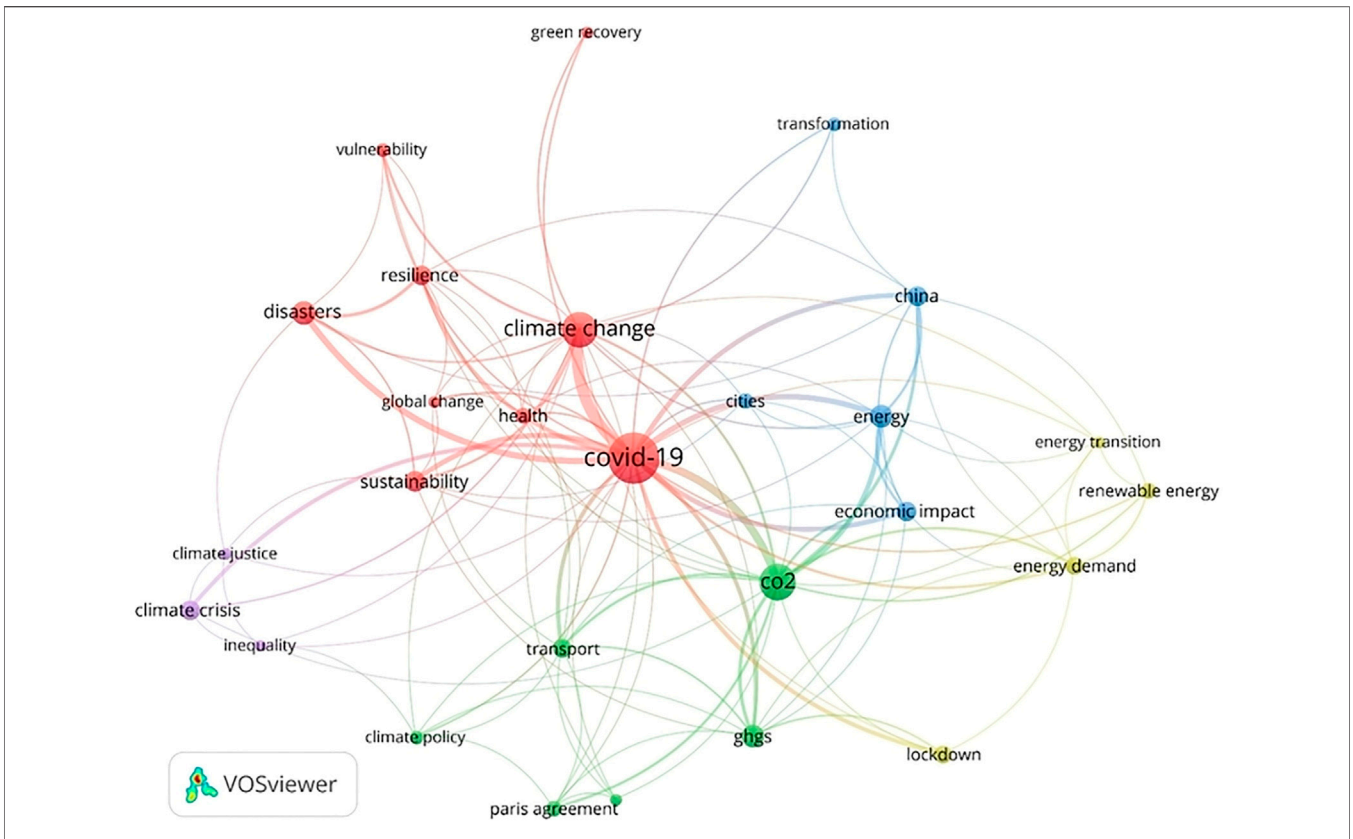 green recovery
transformation
vulnerability
resilience
china
disasters
climate change
global change
health
cities
energy
energy transition
covid-19
sustainability
renewable energy
economic impact
climate justice
energy demand
co2
climate crisis
inequality
transport
climate policy
ghgs
lockdown
VOSviewer
paris agreement